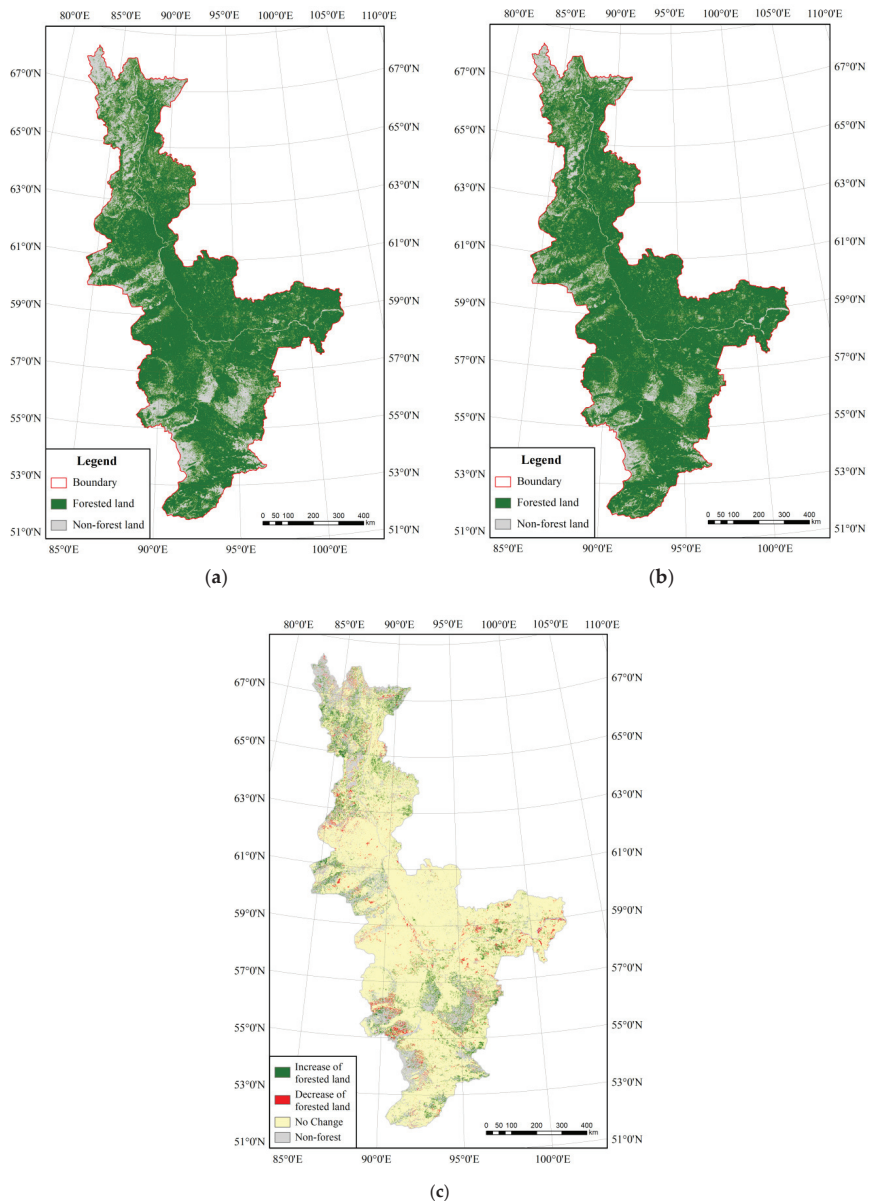 80°0'E 85°0'E 90°0'E 95°0'E 100°0'E 105°0'E 110°0'E
67°0'N
65°0'N
63°0'N
61°0'N
59°0'N
57°0'N
55°0'N
53°0'N
51°0'N
67°0'N
65°0'N
63°0'N
61°0'N
59°0'N
57°0'N
55°0'N
53°0'N
51°0'N
Legend
Boundary
Forested land
Non-forest land
0 50 100 200 300 400
km
85°0'E 90°0'E 95°0'E 100°0'E
(a)
80°0'E 85°0'E 90°0'E 95°0'E 100°0'E 105°0'E 110°0'E
67°0'N
65°0'N
63°0'N
61°0'N
59°0'N
57°0'N
55°0'N
53°0'N
51°0'N
67°0'N
65°0'N
63°0'N
61°0'N
59°0'N
57°0'N
55°0'N
53°0'N
51°0'N
Legend
Boundary
Forested land
Non-forest land
0 50 100 200 300 400
km
85°0'E 90°0'E 95°0'E 100°0'E
(b)
80°0'E 85°0'E 90°0'E 95°0'E 100°0'E 105°0'E 110°0'E
67°0'N
65°0'N
63°0'N
61°0'N
59°0'N
57°0'N
55°0'N
53°0'N
51°0'N
67°0'N
65°0'N
63°0'N
61°0'N
59°0'N
57°0'N
55°0'N
53°0'N
51°0'N
Increase of
forested land
Decrease of
forested land
No Change
Non-forest
0 50 100 200 300 400
km
85°0'E 90°0'E 95°0'E 100°0'E
(c)